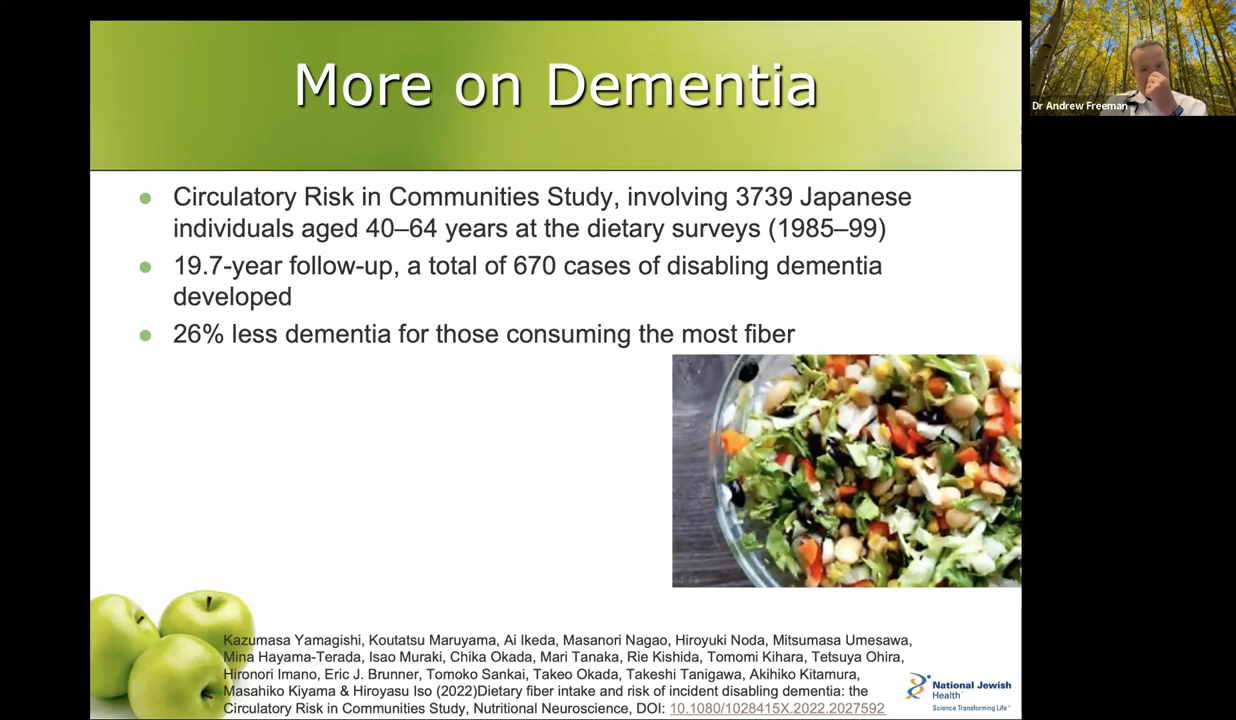 More on Dementia
Dr Andrew Freeman
● Circulatory Risk in Communities Study, involving 3739 Japanese
individuals aged 40–64 years at the dietary surveys (1985–99)
● 19.7-year follow-up, a total of 670 cases of disabling dementia
developed
● 26% less dementia for those consuming the most fiber
Kazumasa Yamagishi, Koutatsu Maruyama, Ai Ikeda, Masanori Nagao, Hiroyuki Noda, Mitsumasa Umesawa,
Mina Hayama-Terada, Isao Muraki, Chika Okada, Mari Tanaka, Rie Kishida, Tomomi Kihara, Tetsuya Ohira,
Hironori Imano, Eric J. Brunner, Tomoko Sankai, Takeo Okada, Takeshi Tanigawa, Akihiko Kitamura,
Masahiko Kiyama & Hiroyasu Iso (2022)Dietary fiber intake and risk of incident disabling dementia: the
Circulatory Risk in Communities Study, Nutritional Neuroscience, DOI: 10.1080/1028415X.2022.2027592
National Jewish
Health™
Science Transforming Life™